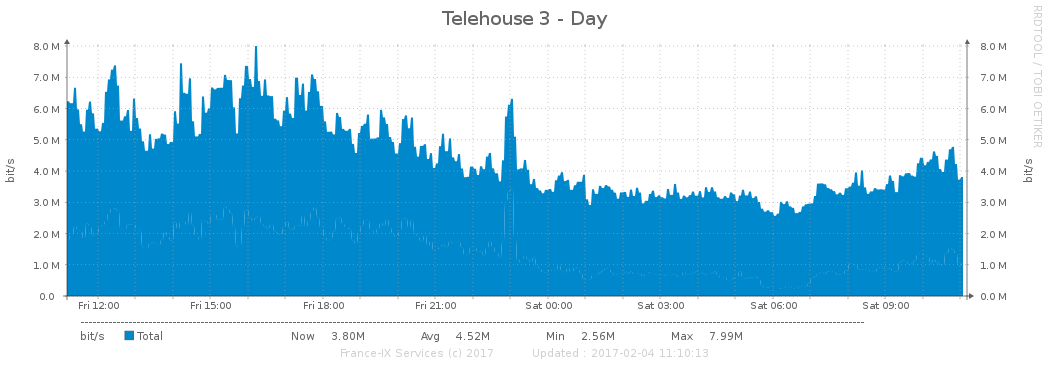 Telehouse 3 - Day
RRDTOOL / TOBI OETIKER
8.0 M 8.0 M
7.0 M 7.0 M
6.0 M 6.0 M
5.0 M 5.0 M
4.0 M 4.0 M
3.0 M 3.0 M
2.0 M 2.0 M
1.0 M 1.0 M
0.0 0.0 M
bit/s bit/s
Fri 12:00 Fri 15:00 Fri 18:00 Fri 21:00 Sat 00:00 Sat 03:00 Sat 06:00 Sat 09:00
bit/s Total Now 3.80M Avg 4.52M Min 2.56M Max 7.99M
France-IX Services (c) 2017 Updated : 2017-02-04 11:10:13